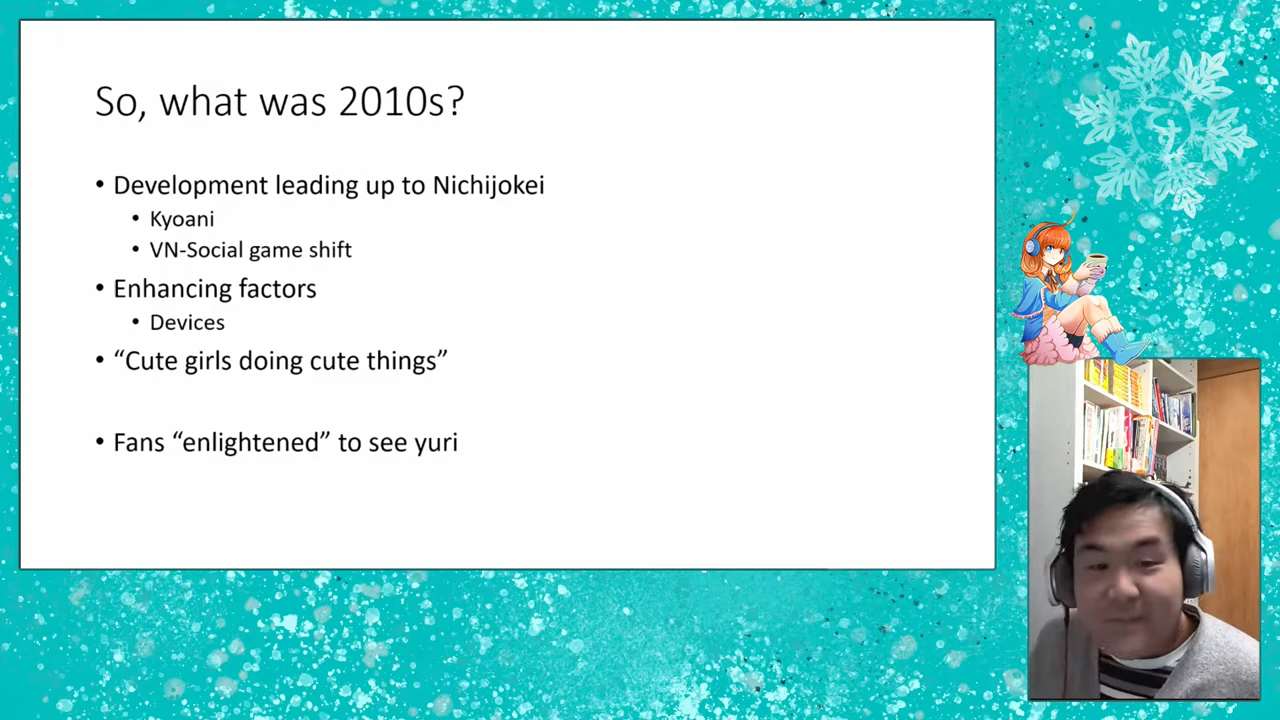 So, what was 2010s?
• Development leading up to Nichijokei
• Kyoani
• VN-Social game shift
• Enhancing factors
• Devices
• “Cute girls doing cute things”
• Fans “enlightened” to see yuri